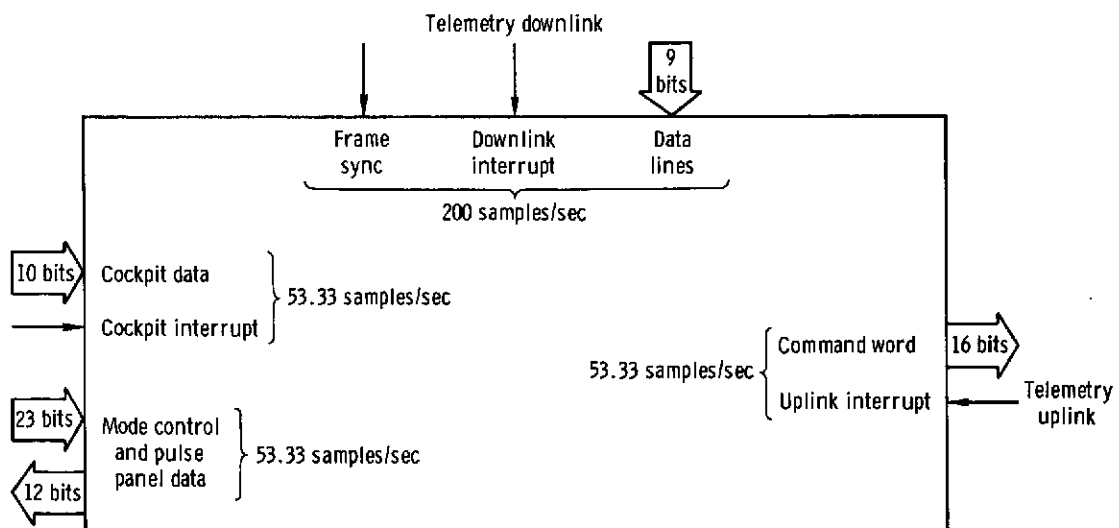 Telemetry downlink
9
bits
Frame
sync
Downlink
interrupt
Data
lines
200 samples/sec
10 bits
Cockpit data
53.33 samples/sec
Cockpit interrupt
Command word
16 bits
53.33 samples/sec
Uplink interrupt
Telemetry
uplink
23 bits
Mode control
and pulse
panel data
53.33 samples/sec
12 bits